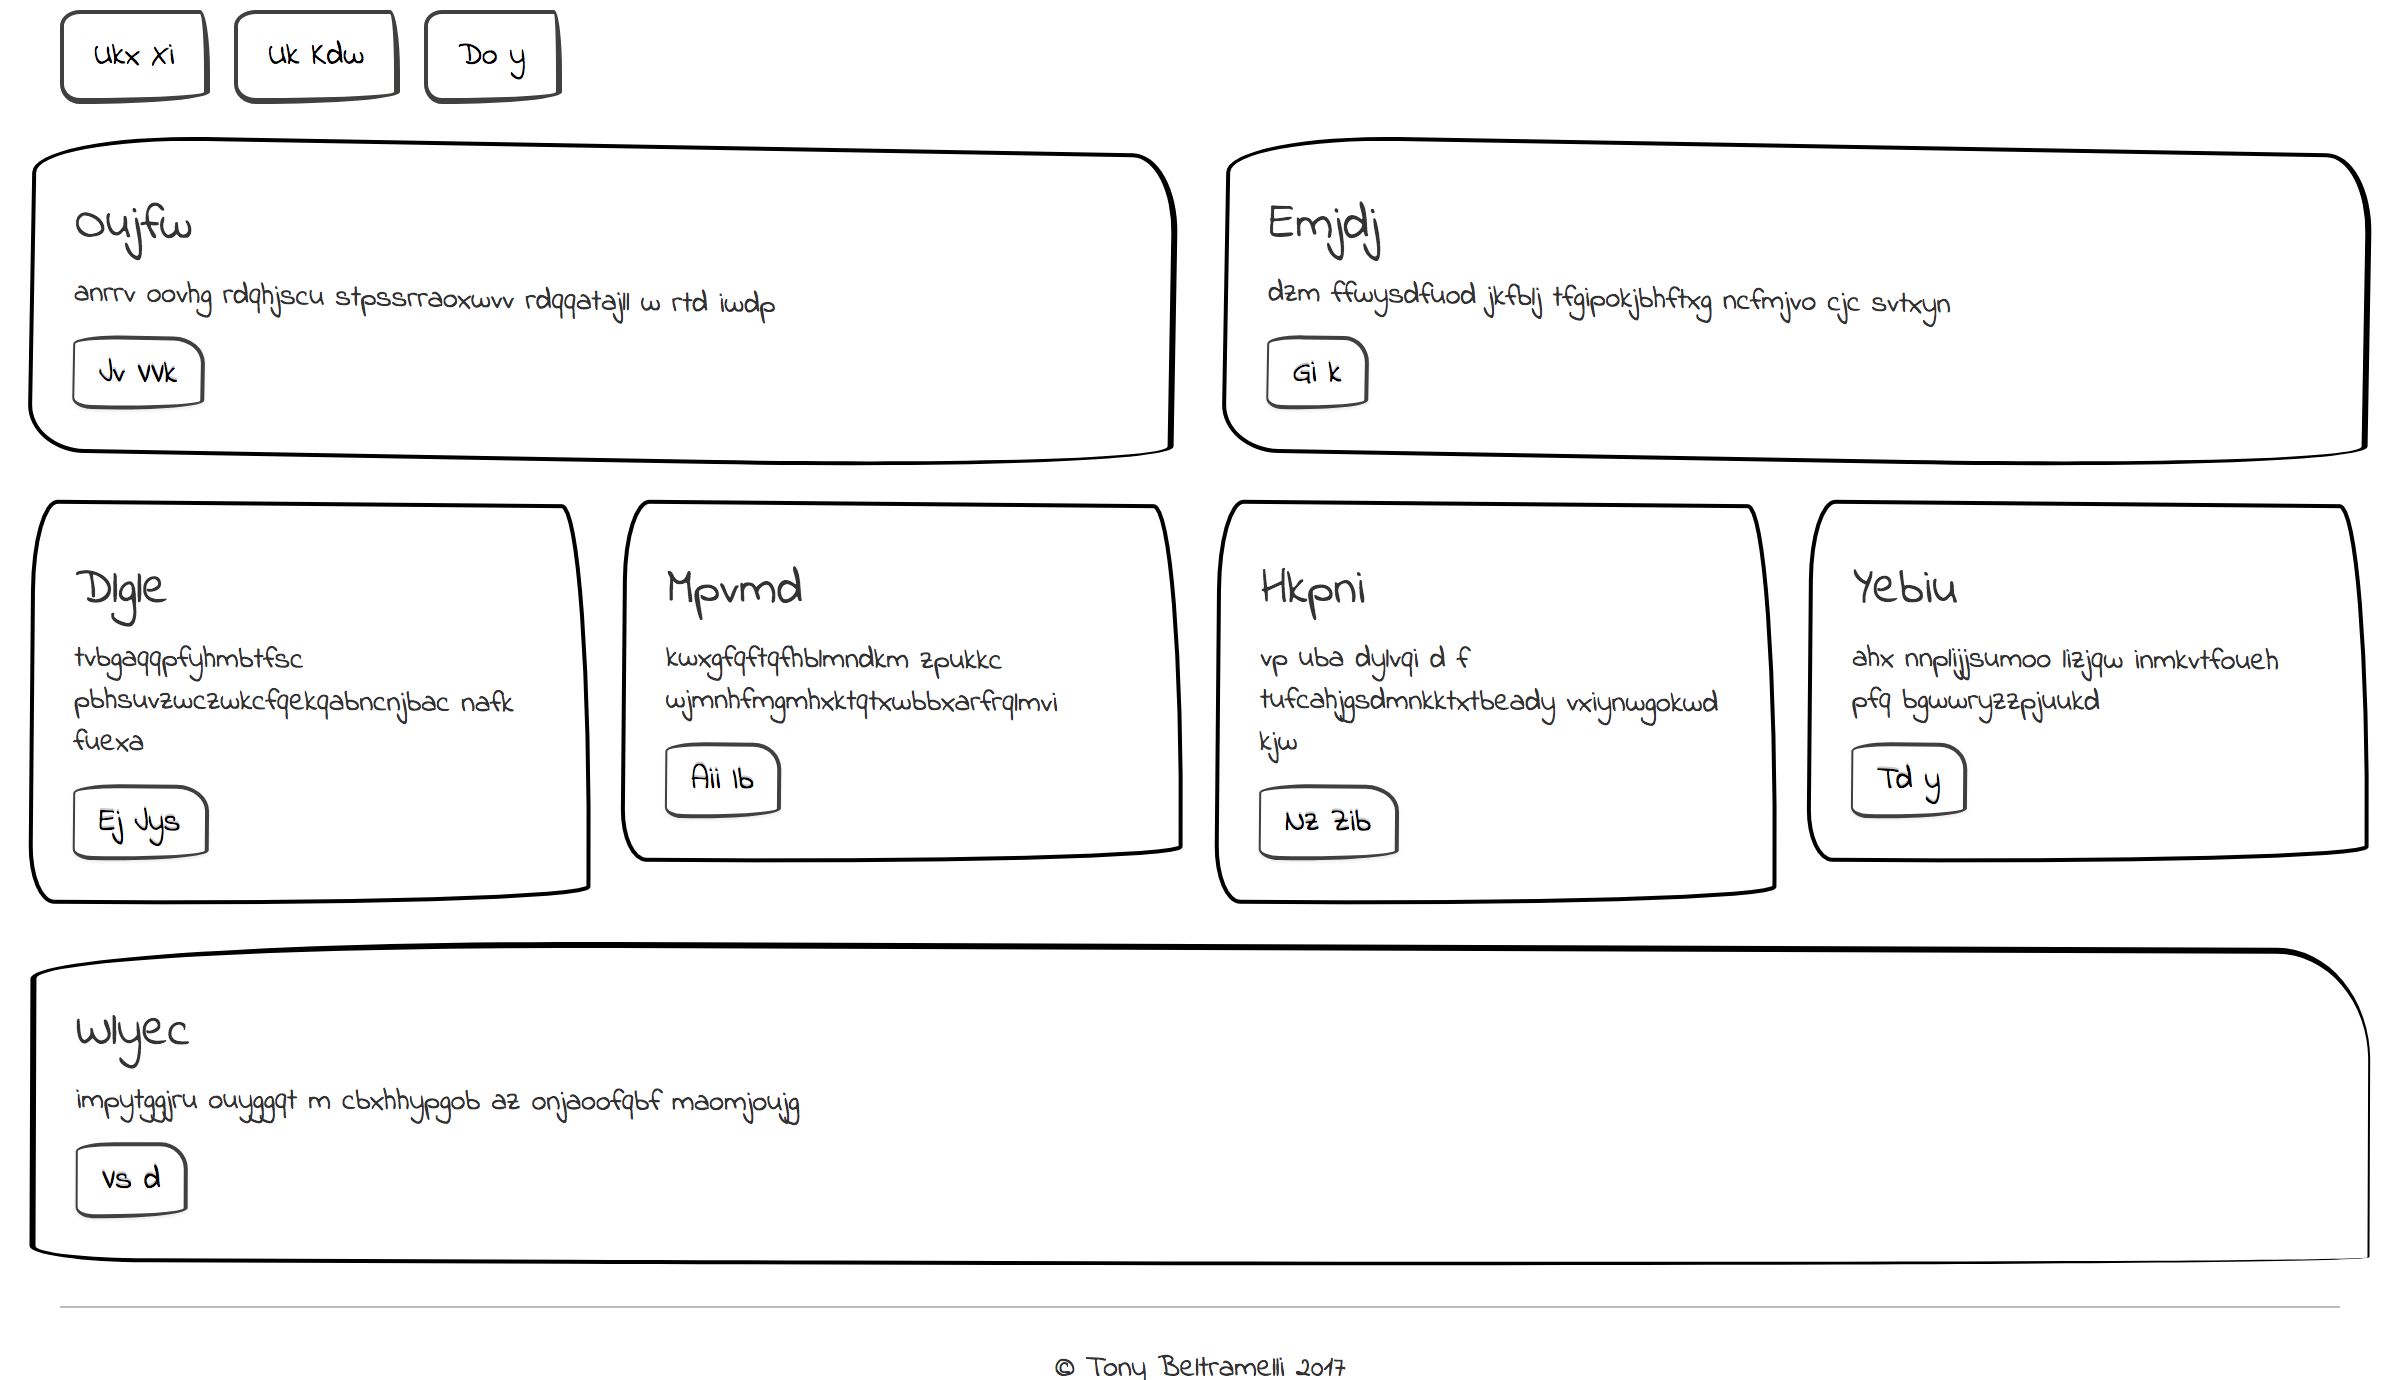 Ukx Xi
Uk Kdw
Do y
Oujfw
anrrv oovhg rdqhjscu stpssrraoxwvv rdqqatajll w rtd iwdp
Jv Vvk
Emjdj
dzm ffwysdfuod jkfblj tfgipokjbhftxg ncfmjvo cjc svtxyn
Gi k
Dlgle
tvbgaqqpfyhmbtfsc
pbhsuvzwczwkcfqekqabncnjbac nafk
fuexa
Ej Jys
Mpvmd
kwxgfqftqfhblmndkm zpukkc
wjmnhfmgmhxktqtxwbbxarfrqlmvi
Aii Ib
Hkpni
vp uba dylvqi d f
tufcahjgsdmnkktxtbeady vxiynwgokwd
kjw
Nz Zib
Yebiu
ahx nnplijjsumoo lizjqw inmkvtfoueh
pfq bgwwryzzpjuukd
Td y
Wlyec
impytggjru ouyggqt m cbxhhypgob az onjaoofqbf maomjoujg
Vs d
© Tony Beltramelli 2017